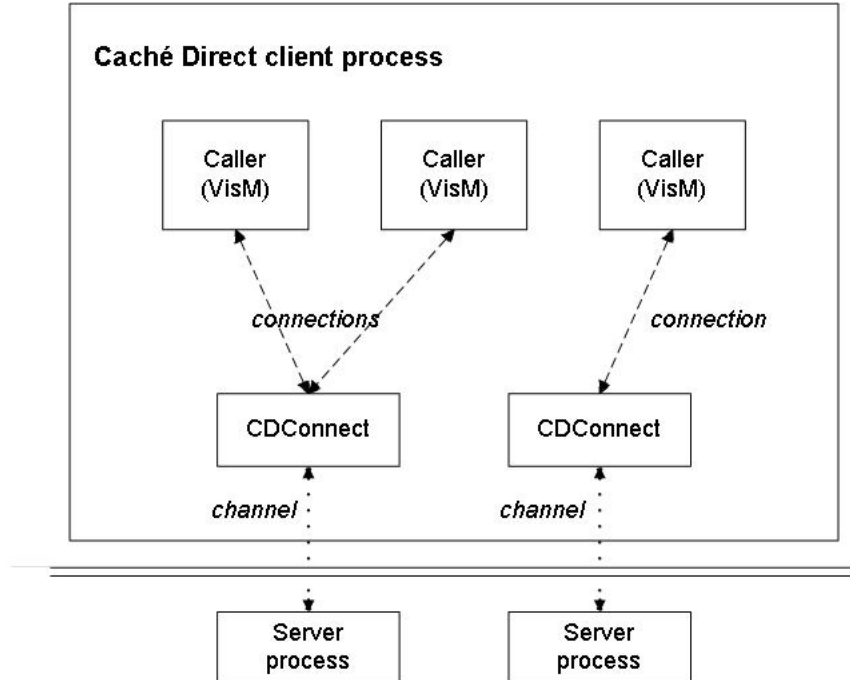 Caché Direct client process
Caller
(VisM)
Caller
(VisM)
Caller
(VisM)
connections
connection
CDConnect
CDConnect
channel
channel
Server
process
Server
process